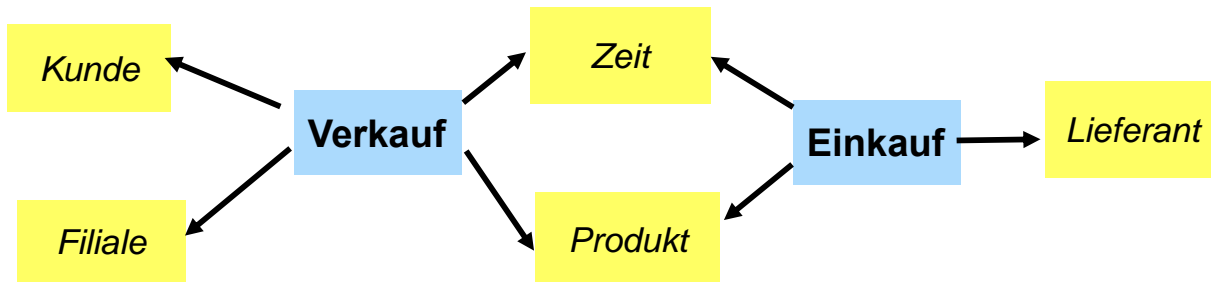 Kunde
Zeit
Verkauf
Einkauf
Lieferant
Filiale
Produkt